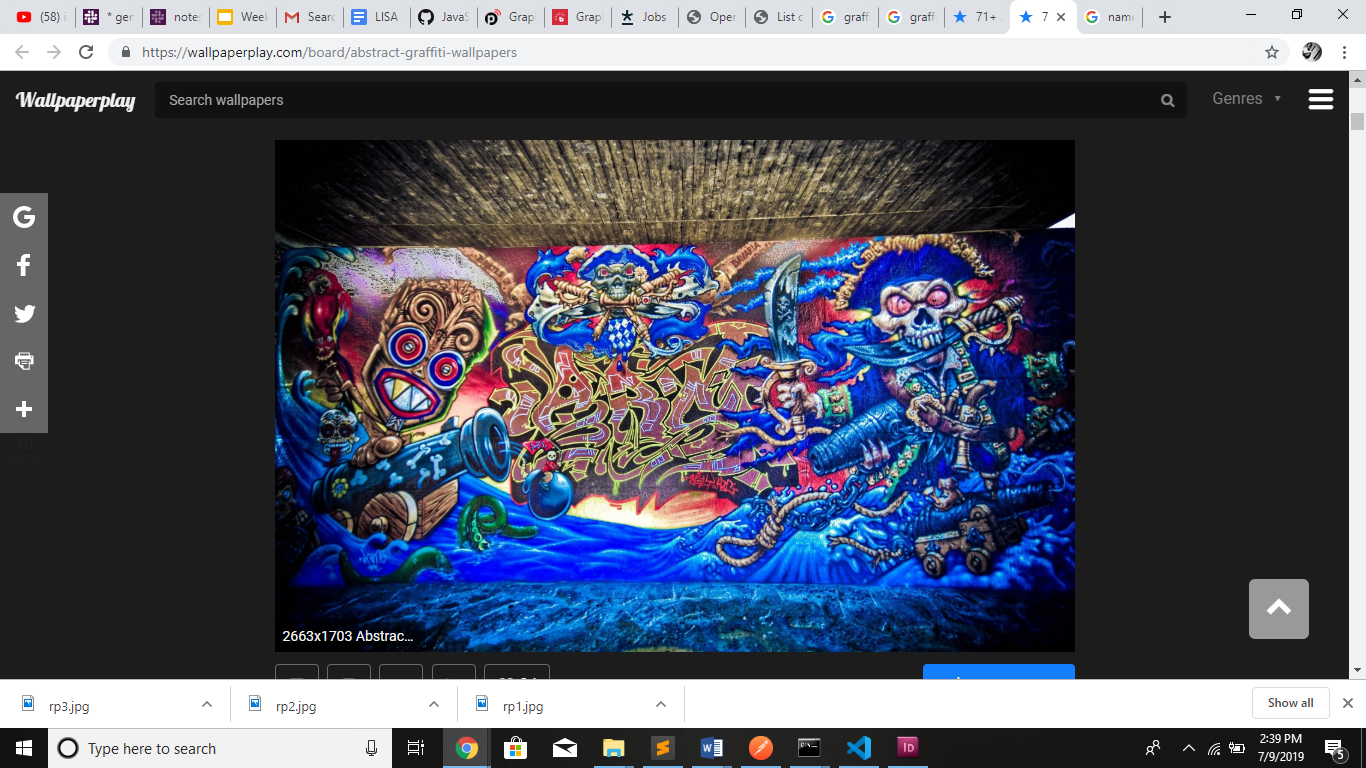 (58) i
* ger
notes
Week
Searc
LISA
JavaS
Grap
Grap
Jobs
Oper
List c
graff
graff
71+
7
name
https://wallpaperplay.com/board/abstract-graffiti-wallpapers
Wallpaperplay
Search wallpapers
Genres
2663x1703 Abstrac...
rp3.jpg
rp2.jpg
rp1.jpg
Show all
Type here to search
2:39 PM
7/9/2019
5